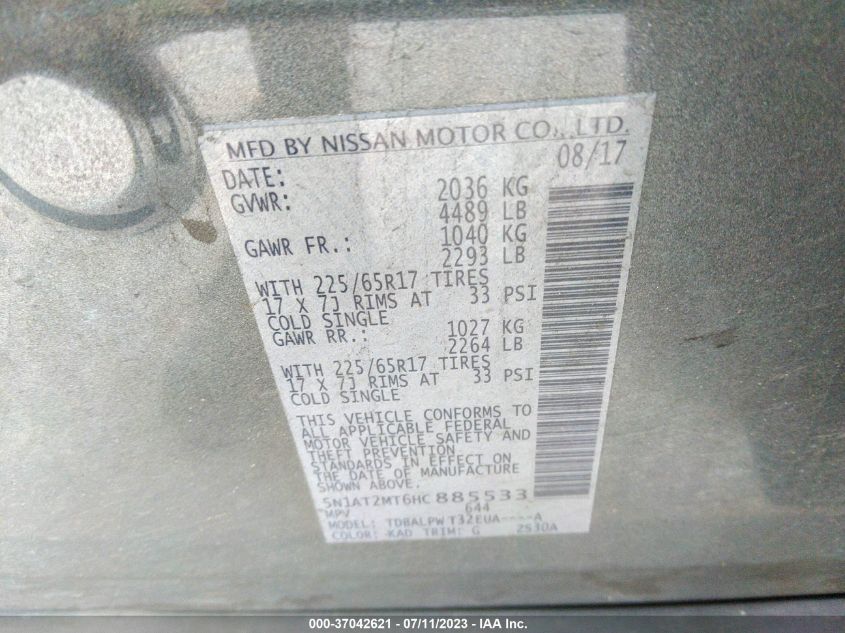 MFD BY NISSAN MOTOR CO., LTD.
DATE: 08/17
GVWR: 2036 KG
4489 LB
GAWR FR.: 1040 KG
2293 LB
WITH 225/65R17 TIRES
17 X 7J RIMS AT 33 PSI
COLD SINGLE
GAWR RR.: 1027 KG
2264 LB
WITH 225/65R17 TIRES
17 X 7J RIMS AT 33 PSI
COLD SINGLE
THIS VEHICLE CONFORMS TO
ALL APPLICABLE FEDERAL
MOTOR VEHICLE SAFETY AND
THEFT PREVENTION
STANDARDS IN EFFECT ON
THE DATE OF MANUFACTURE
SHOWN ABOVE.
5N1AT2MT6HC885533
MPV 644
MODEL: TDBALPW T32EUA----A
COLOR: KAD TRIM: G 2S30A
000-37042621 - 07/11/2023 - IAA Inc.